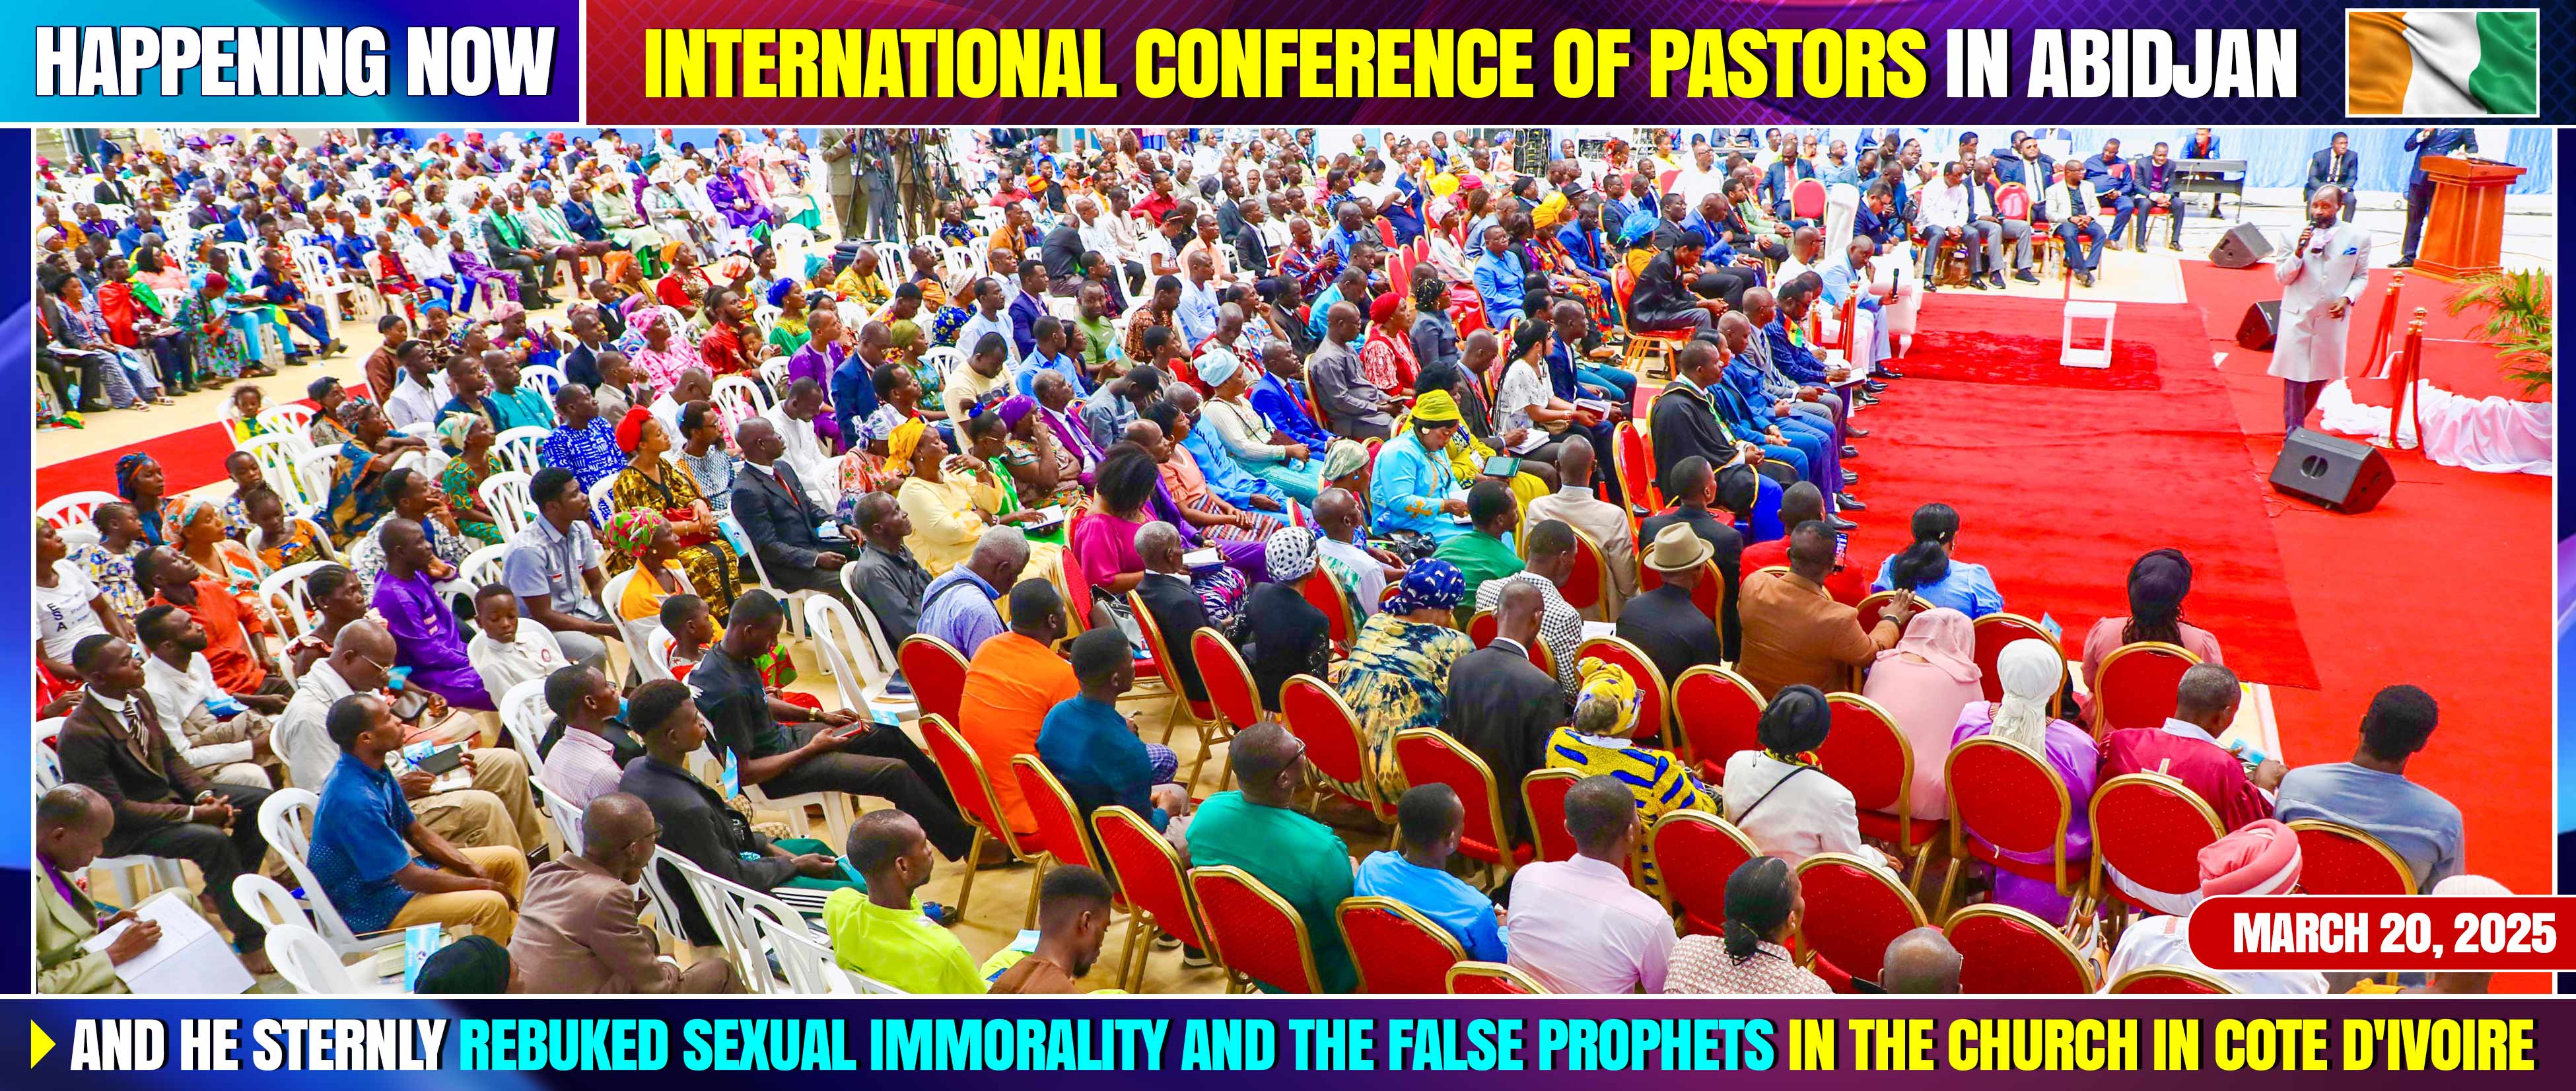 HAPPENING NOW
INTERNATIONAL CONFERENCE OF PASTORS IN ABIDJAN
MARCH 20, 2025
AND HE STERNLY REBUKED SEXUAL IMMORALITY AND THE FALSE PROPHETS IN THE CHURCH IN COTE D'IVOIRE